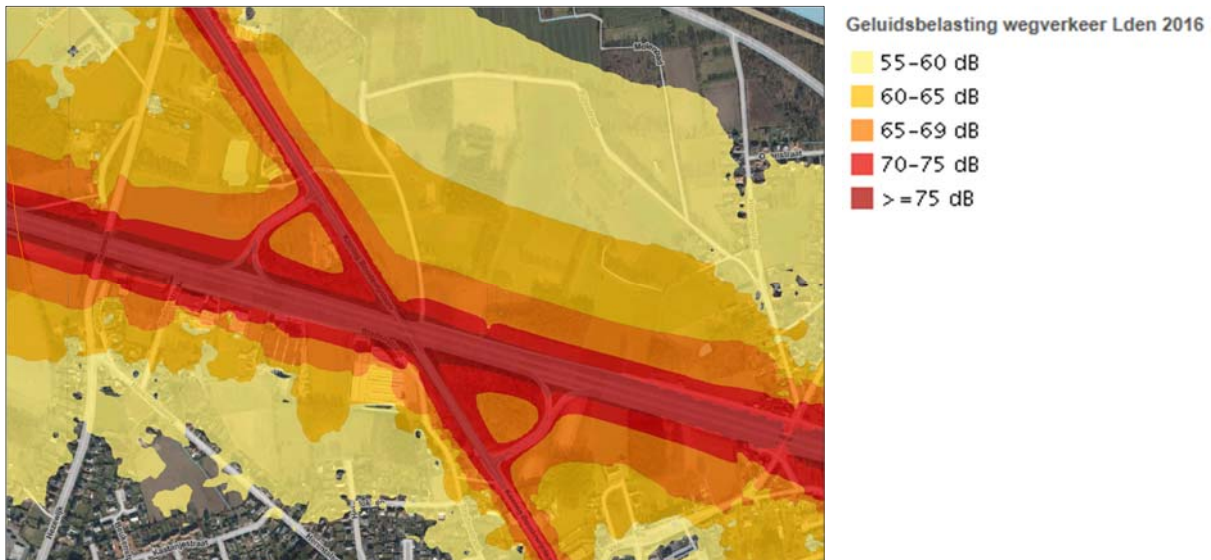 Geluidsbelasting wegverkeer Lden 2016
55-60 dB
60-65 dB
65-69 dB
70-75 dB
>=75 dB